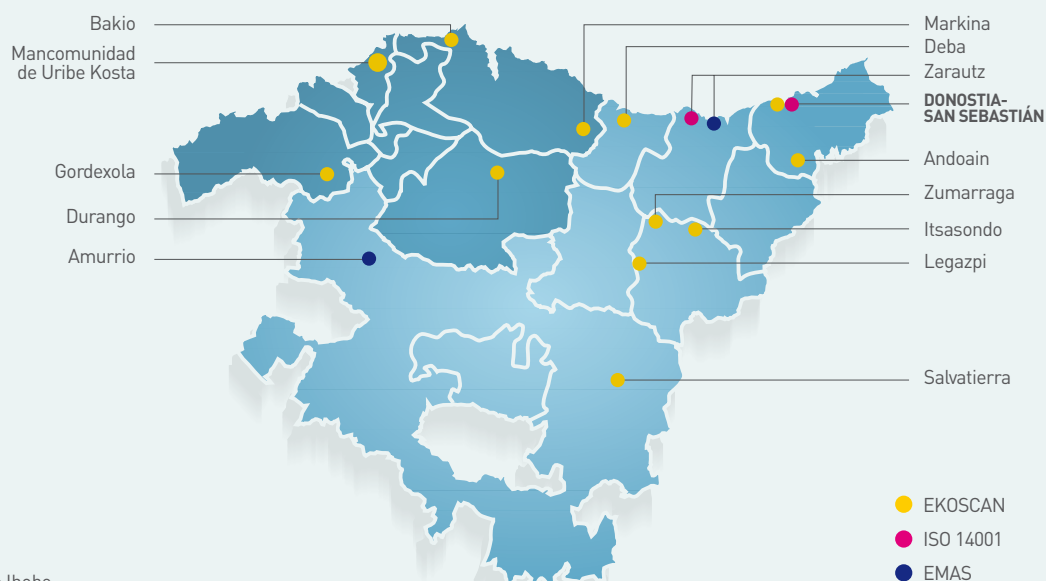 Bakio
Mancomunidad
de Uribe Kosta
Gordexola
Durango
Amurrio
Markina
Deba
Zarautz
DONOSTIA-
SAN SEBASTIÁN
Andoain
Zumarraga
Itsasondo
Legazpi
Salvatierra
EKOSCAN
ISO 14001
EMAS